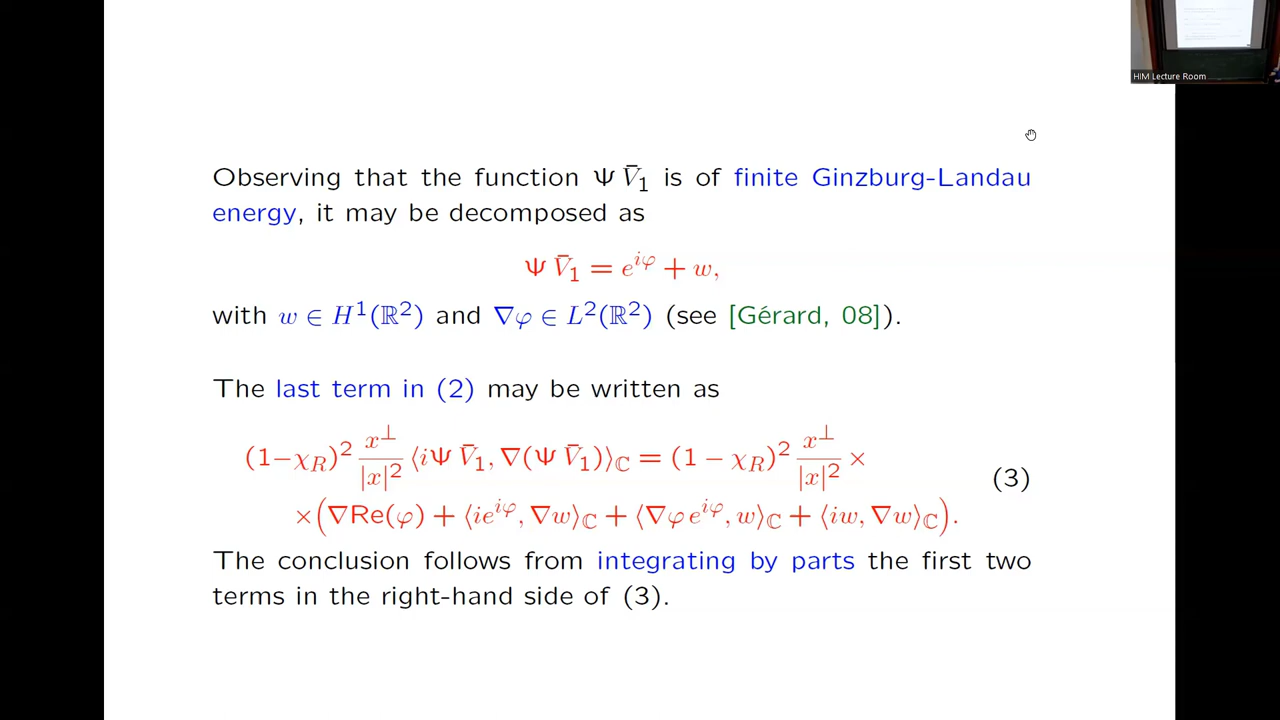 HIM Lecture Room
Observing that the function Ψ V̄₁ is of finite Ginzburg-Landau
energy, it may be decomposed as
Ψ V̄₁ = e^{iφ} + w,
with w ∈ H¹(ℝ²) and ∇φ ∈ L²(ℝ²) (see [Gérard, 08]).
The last term in (2) may be written as
(1−χ_R)² x^⊥/|x|² ⟨iΨ V̄₁, ∇(Ψ V̄₁)⟩_ℂ = (1 − χ_R)² x^⊥/|x|² ×
×(∇Re(φ) + ⟨ie^{iφ}, ∇w⟩_ℂ + ⟨∇φ e^{iφ}, w⟩_ℂ + ⟨iw, ∇w⟩_ℂ). (3)
The conclusion follows from integrating by parts the first two
terms in the right-hand side of (3).